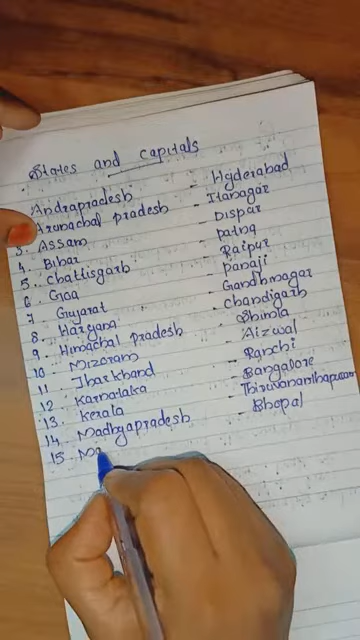 States and capitals
Andrapradesh - Hyderabad
Arunachal pradesh - Itanagar
3. Assam - Dispur
4. Bihar - patna
5. chattisgarh - Raipur
6. Goa - panaji
7. Gujarat - Gandhinagar
8. Haryana - chandigarh
9. Himachal pradesh - Shimla
10. Mizoram - Aizwal
11. Jharkhand - Ranchi
12. Karnataka - Bangalore
13. Kerala - Thiruvananthapuram
14. Madhyapradesh - Bhopal
15. Ma